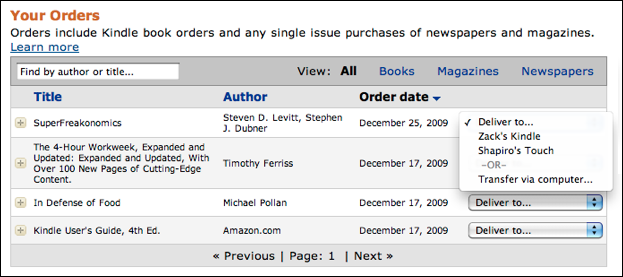 Your Orders
Orders include Kindle book orders and any single issue purchases of newspapers and magazines.
Learn more
Find by author or title... View: All Books Magazines Newspapers
Title Author Order date
SuperFreakonomics Steven D. Levitt, Stephen J. Dubner December 25, 2009
✓ Deliver to...
Zack's Kindle
Shapiro's Touch
-OR-
Transfer via computer...
The 4-Hour Workweek, Expanded and
Updated: Expanded and Updated, With
Over 100 New Pages of Cutting-Edge
Content.
Timothy Ferriss December 17, 2009
In Defense of Food Michael Pollan December 17, 2009 Deliver to...
Kindle User's Guide, 4th Ed. Amazon.com December 17, 2009 Deliver to...
« Previous | Page: 1 | Next »